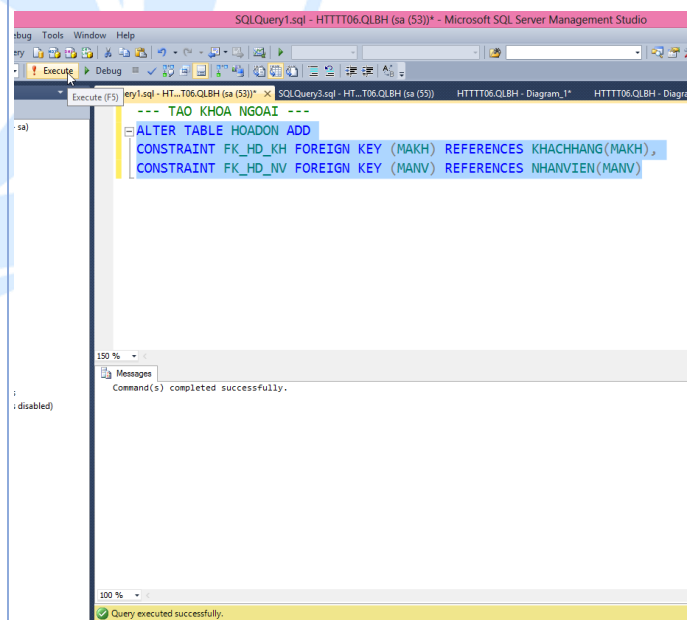 SQLQuery1.sql - HTTTT06.QLBH (sa (53))* - Microsoft SQL Server Management Studio
ebug Tools Window Help
ery
! Execute Debug
Execute (F5)
ery1.sql - HT...T06.QLBH (sa (53))* × SQLQuery3.sql - HT...T06.QLBH (sa (55)) HTTTT06.QLBH - Diagram_1* HTTTT06.QLBH - Diagra
sa)
--- TAO KHOA NGOAI ---
ALTER TABLE HOADON ADD
CONSTRAINT FK_HD_KH FOREIGN KEY (MAKH) REFERENCES KHACHHANG(MAKH),
CONSTRAINT FK_HD_NV FOREIGN KEY (MANV) REFERENCES NHANVIEN(MANV)
150 %
Messages
Command(s) completed successfully.
disabled)
100 %
Query executed successfully.